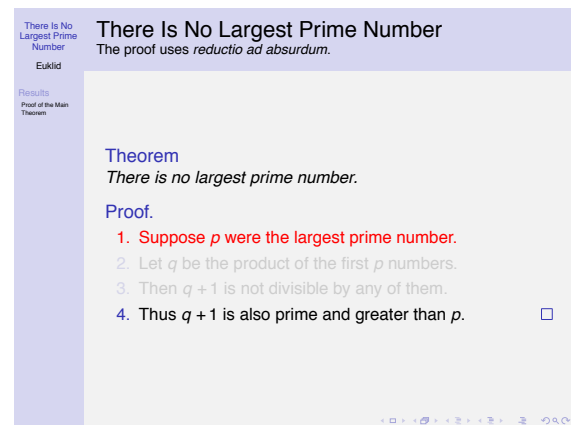 There Is No
Largest Prime
Number
Euklid
Results
Proof of the Main
Theorem
There Is No Largest Prime Number
The proof uses reductio ad absurdum.
Theorem
There is no largest prime number.
Proof.
1. Suppose p were the largest prime number.
2. Let q be the product of the first p numbers.
3. Then q + 1 is not divisible by any of them.
4. Thus q + 1 is also prime and greater than p.